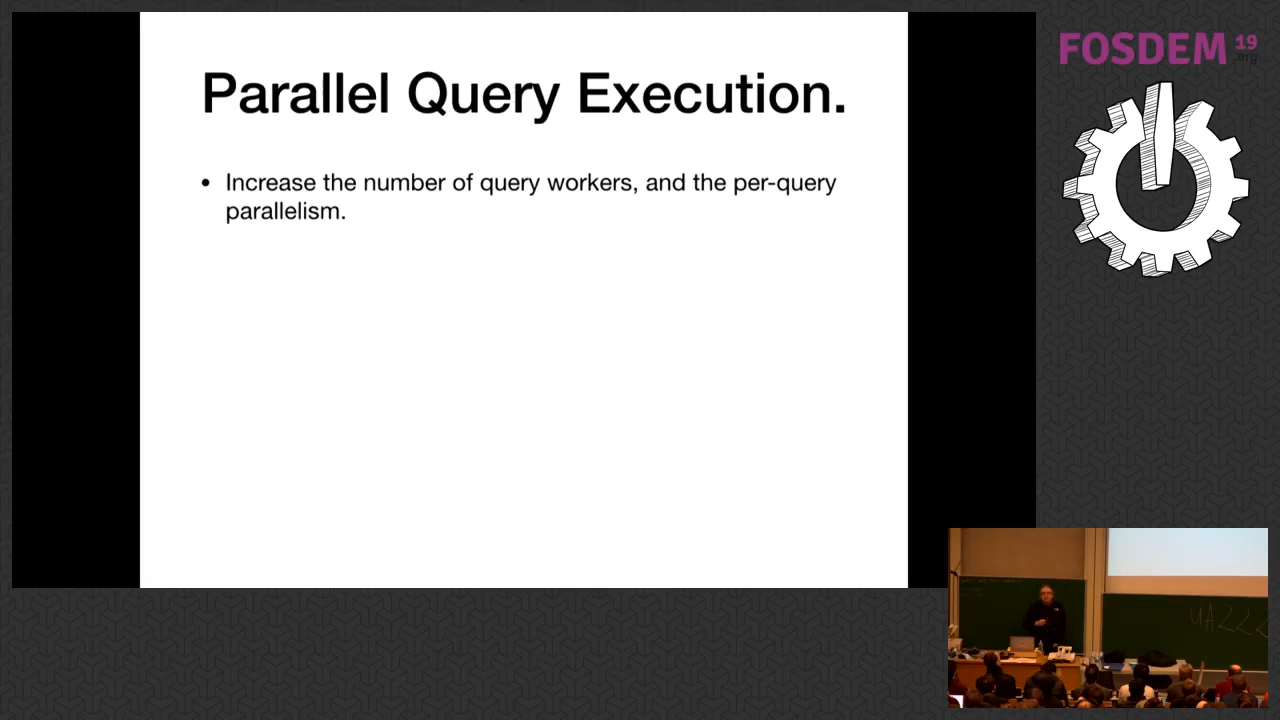 Parallel Query Execution.
• Increase the number of query workers, and the per-query
parallelism.
FOSDEM 19
.org